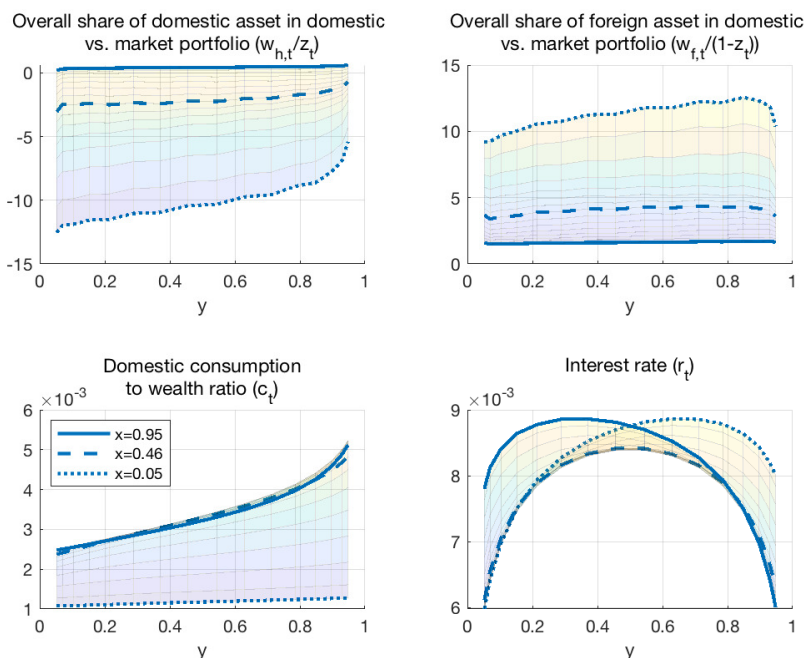 Overall share of domestic asset in domestic
vs. market portfolio (w_{h,t}/z_t)
0
-5
-10
-15
0 0.2 0.4 0.6 0.8 1
y
Overall share of foreign asset in domestic
vs. market portfolio (w_{f,t}/(1-z_t))
15
10
5
0
0 0.2 0.4 0.6 0.8 1
y
Domestic consumption
to wealth ratio (c_t)
×10^{-3}
6
5
4
3
2
1
x=0.95
x=0.46
x=0.05
0 0.2 0.4 0.6 0.8 1
y
Interest rate (r_t)
×10^{-3}
9
8
7
6
0 0.2 0.4 0.6 0.8 1
y